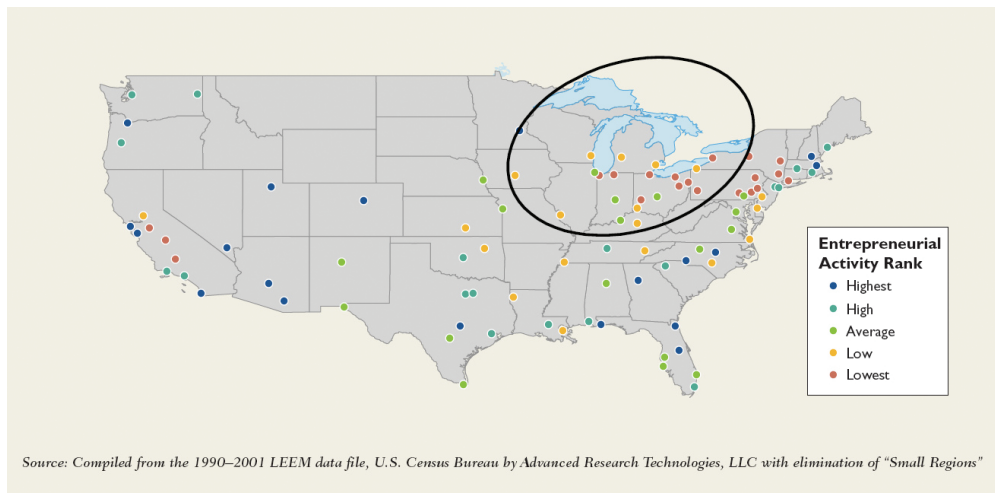 Entrepreneurial
Activity Rank
Highest
High
Average
Low
Lowest
Source: Compiled from the 1990–2001 LEEM data file, U.S. Census Bureau by Advanced Research Technologies, LLC with elimination of “Small Regions”